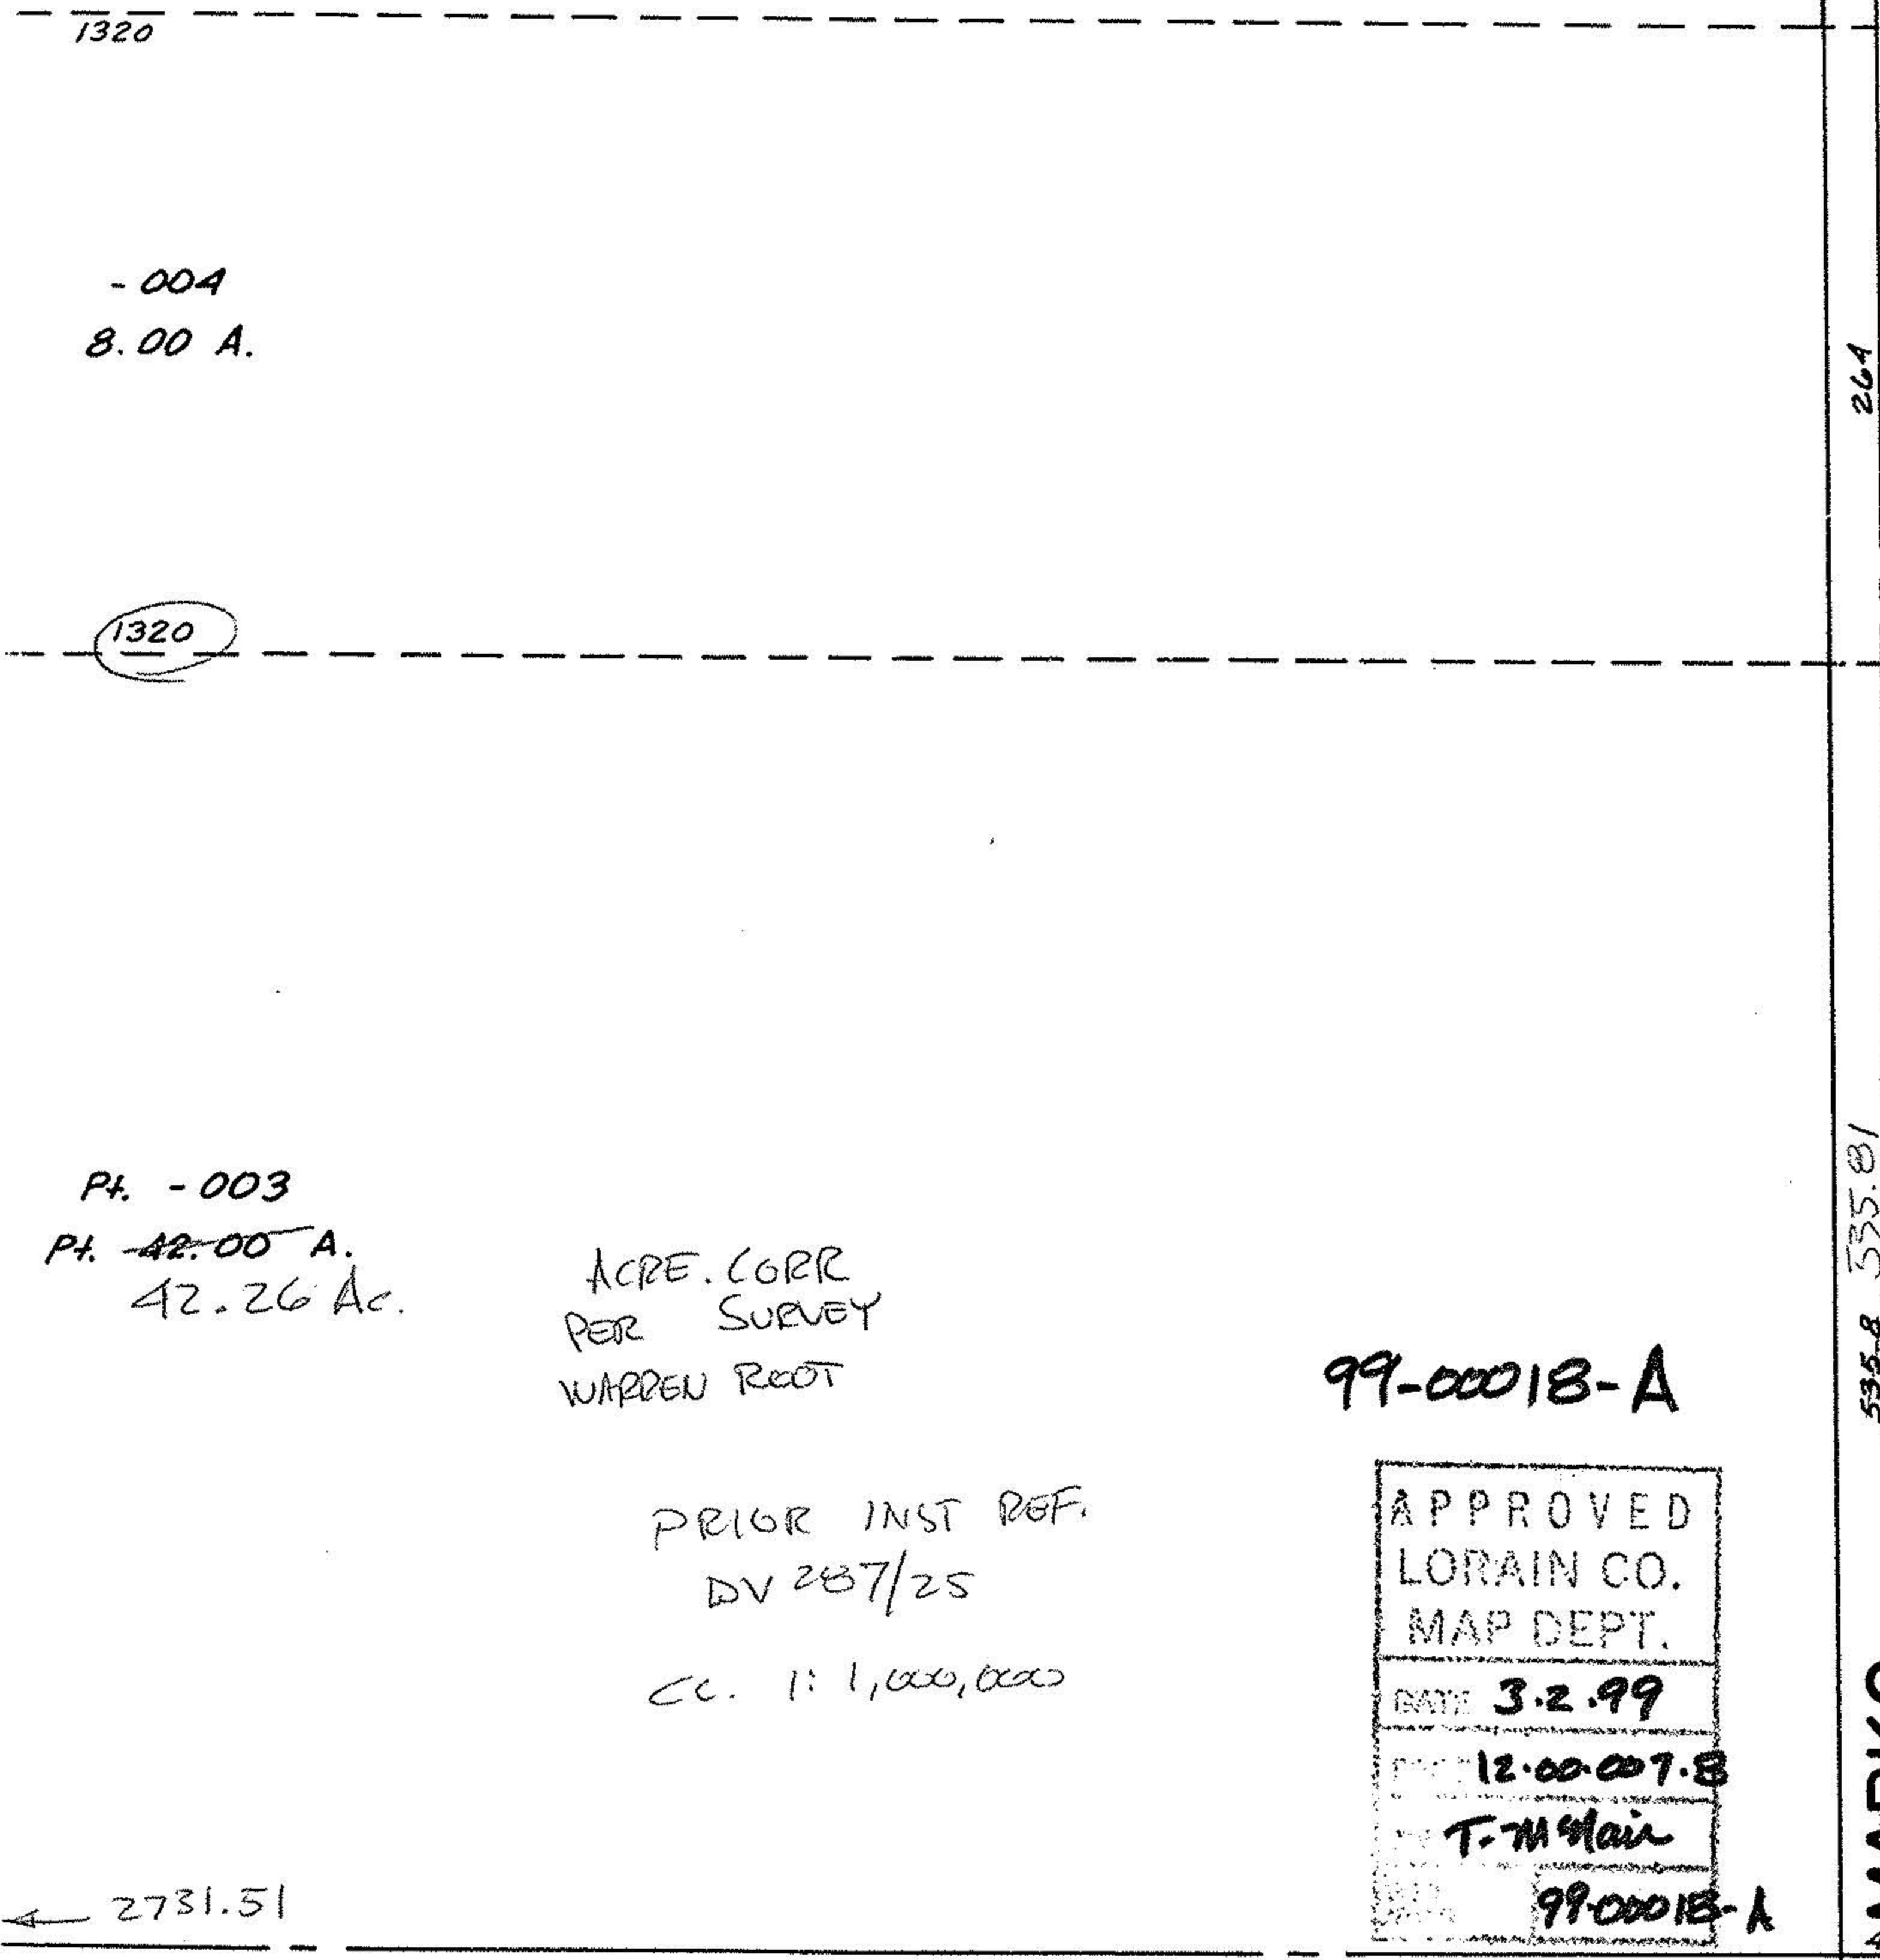 1320
- 004
8.00 A.
264
1320
Pt. - 003
Pt. 42.00 A.
42.26 Ac.
535.8 535.81
ACRE. CORR
PER SURVEY
WARREN ROOT
99-00018-A
PRIOR INST REF.
DV 287/25
CC. 1: 1,000,000
APPROVED
LORAIN CO.
MAP DEPT.
DATE 3.2.99
12.00.007.B
T. McNair
99-00018-A
2731.51